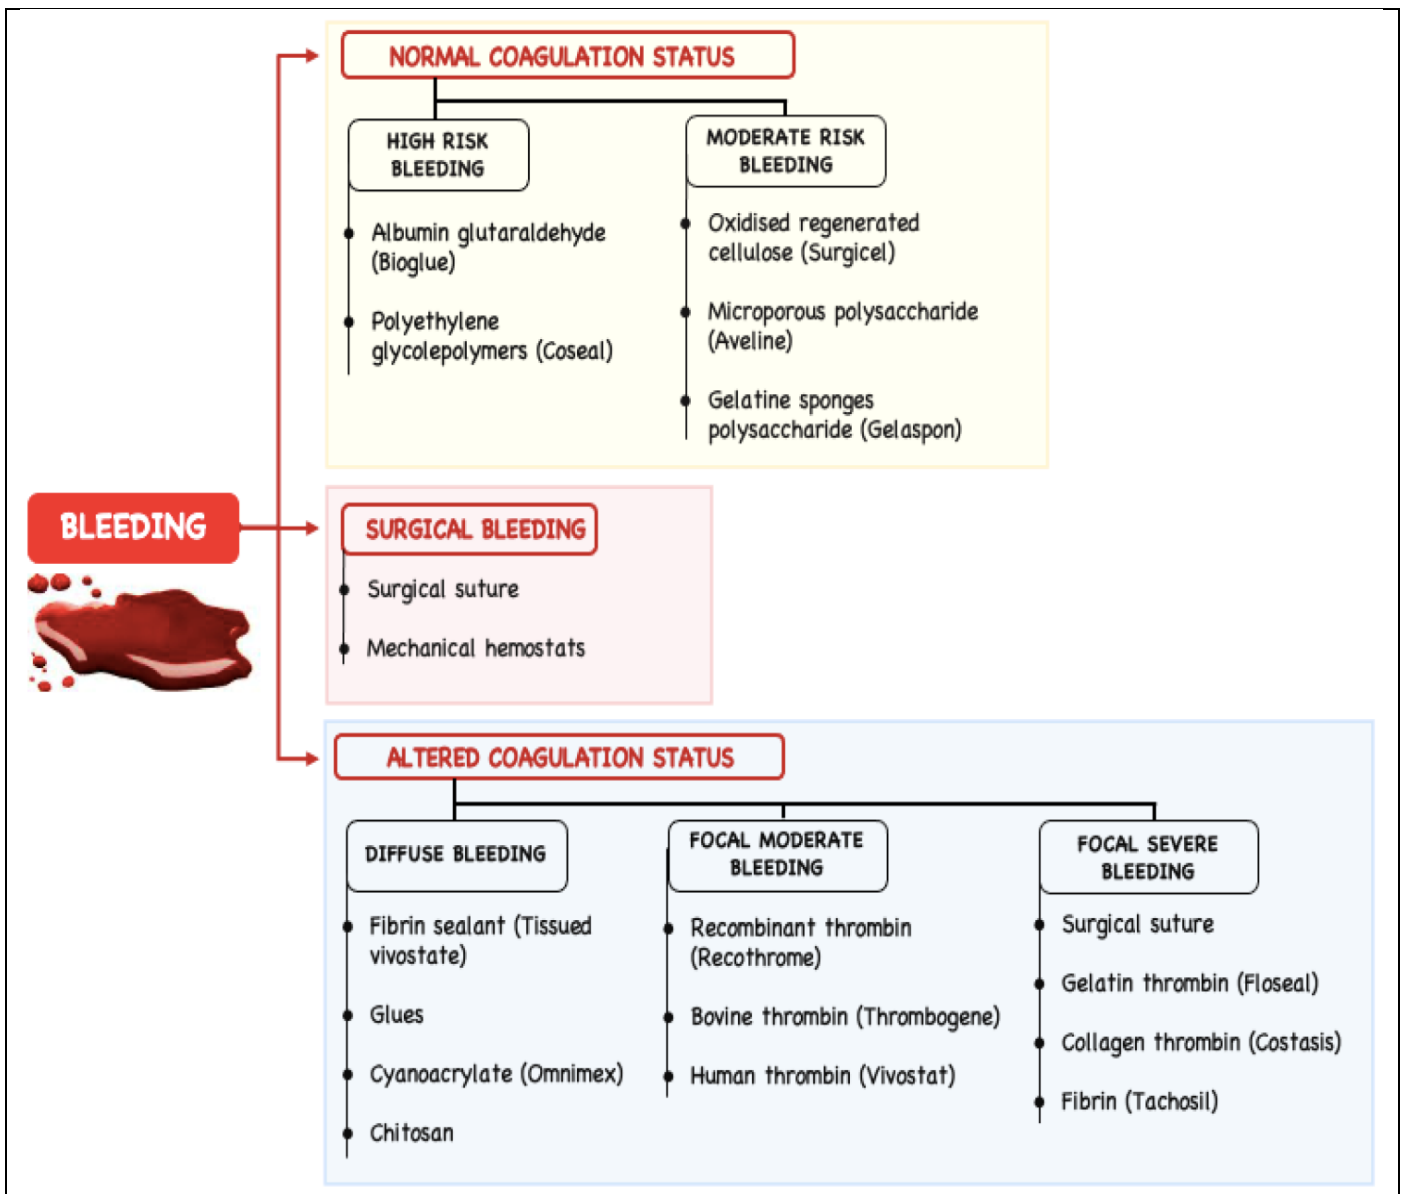 NORMAL COAGULATION STATUS
HIGH RISK
BLEEDING
Albumin glutaraldehyde
(Bioglue)
Polyethylene
glycolepolymers (Coseal)
MODERATE RISK
BLEEDING
Oxidised regenerated
cellulose (Surgicel)
Microporous polysaccharide
(Aveline)
Gelatine sponges
polysaccharide (Gelaspon)
BLEEDING
SURGICAL BLEEDING
Surgical suture
Mechanical hemostats
ALTERED COAGULATION STATUS
DIFFUSE BLEEDING
Fibrin sealant (Tissued
vivostate)
Glues
Cyanoacrylate (Omnimex)
Chitosan
FOCAL MODERATE
BLEEDING
Recombinant thrombin
(Recothrome)
Bovine thrombin (Thrombogene)
Human thrombin (Vivostat)
FOCAL SEVERE
BLEEDING
Surgical suture
Gelatin thrombin (Floseal)
Collagen thrombin (Costasis)
Fibrin (Tachosil)